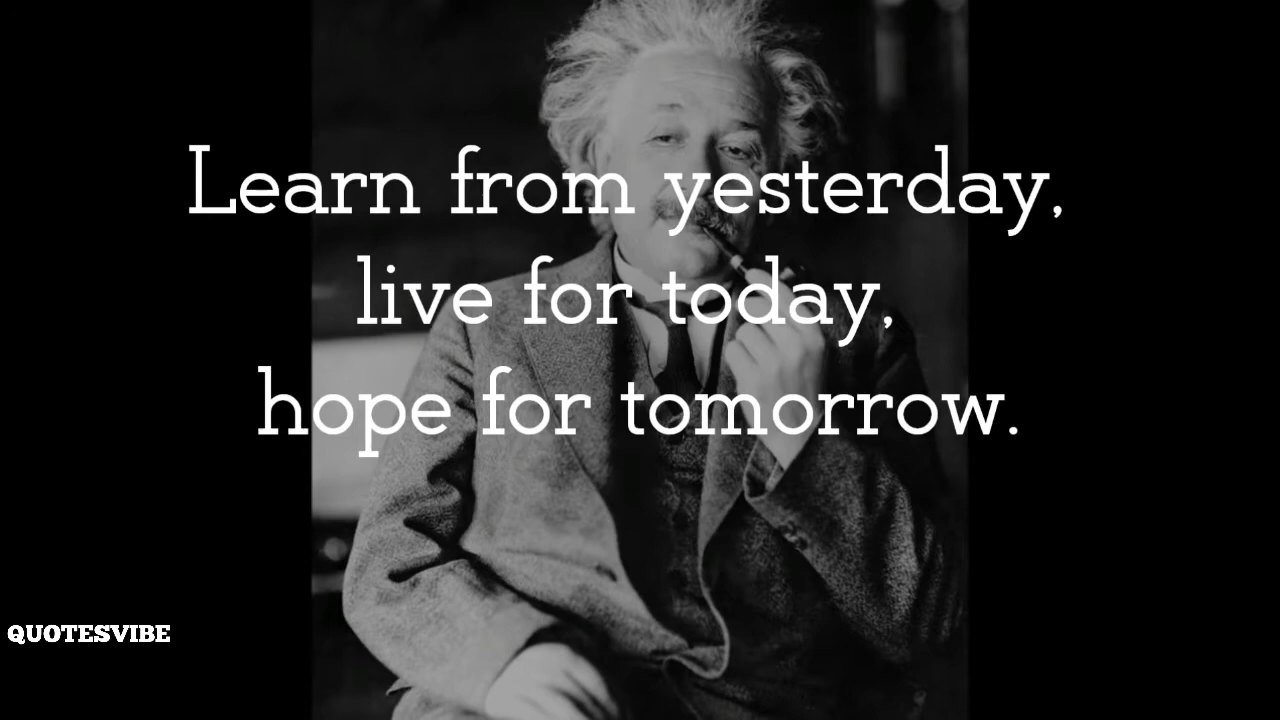 Learn from yesterday,
live for today,
hope for tomorrow.
QUOTESVIBE